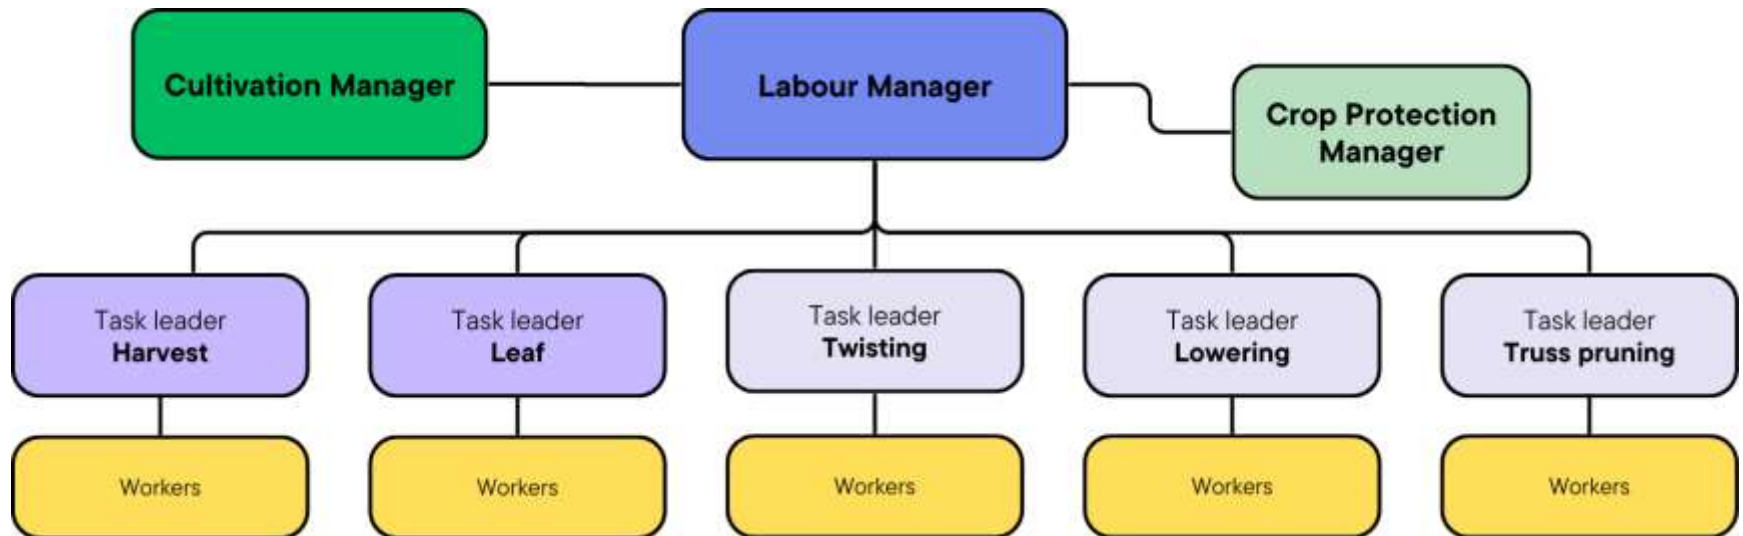 Cultivation Manager
Labour Manager
Crop Protection
Manager
Task leader
Harvest
Task leader
Leaf
Task leader
Twisting
Task leader
Lowering
Task leader
Truss pruning
Workers
Workers
Workers
Workers
Workers